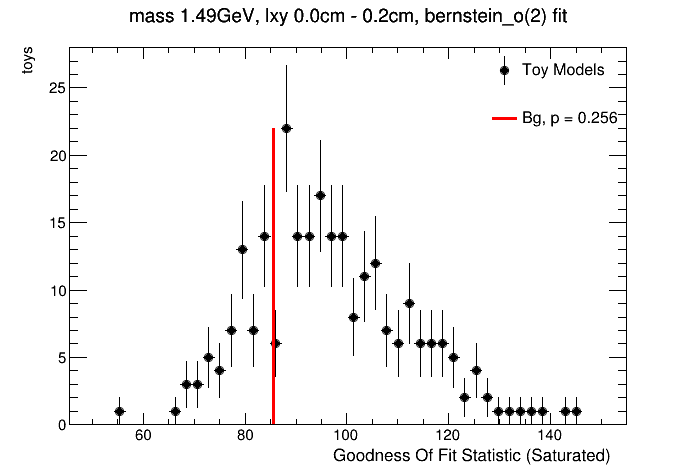 mass 1.49GeV, lxy 0.0cm - 0.2cm, bernstein_o(2) fit
toys
Toy Models
Bg, p = 0.256
25
20
15
10
5
0
60 80 100 120 140
Goodness Of Fit Statistic (Saturated)